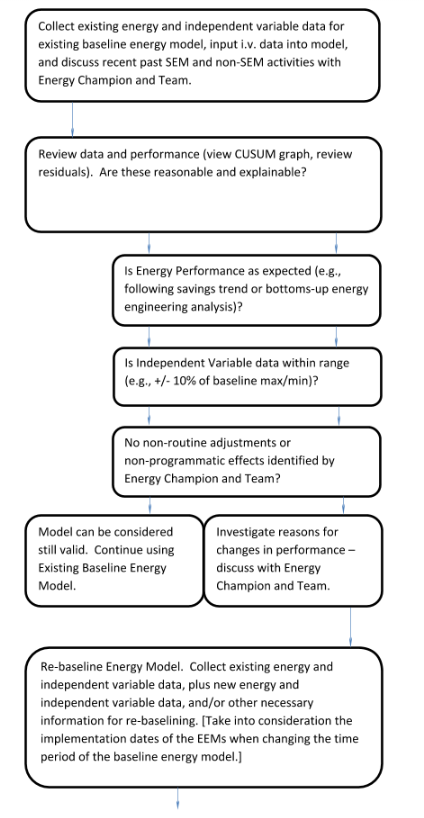 Collect existing energy and independent variable data for
existing baseline energy model, input i.v. data into model,
and discuss recent past SEM and non-SEM activities with
Energy Champion and Team.
Review data and performance (view CUSUM graph, review
residuals).  Are these reasonable and explainable?
Is Energy Performance as expected (e.g.,
following savings trend or bottoms-up energy
engineering analysis)?
Is Independent Variable data within range
(e.g., +/- 10% of baseline max/min)?
No non-routine adjustments or
non-programmatic effects identified by
Energy Champion and Team?
Model can be considered
still valid.  Continue using
Existing Baseline Energy
Model.
Investigate reasons for
changes in performance –
discuss with Energy
Champion and Team.
Re-baseline Energy Model.  Collect existing energy and
independent variable data, plus new energy and
independent variable data, and/or other necessary
information for re-baselining. [Take into consideration the
implementation dates of the EEMs when changing the time
period of the baseline energy model.]